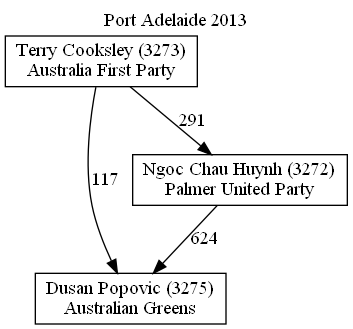 Port Adelaide 2013
Terry Cooksley (3273)
Australia First Party
291
Ngoc Chau Huynh (3272)
Palmer United Party
117
624
Dusan Popovic (3275)
Australian Greens